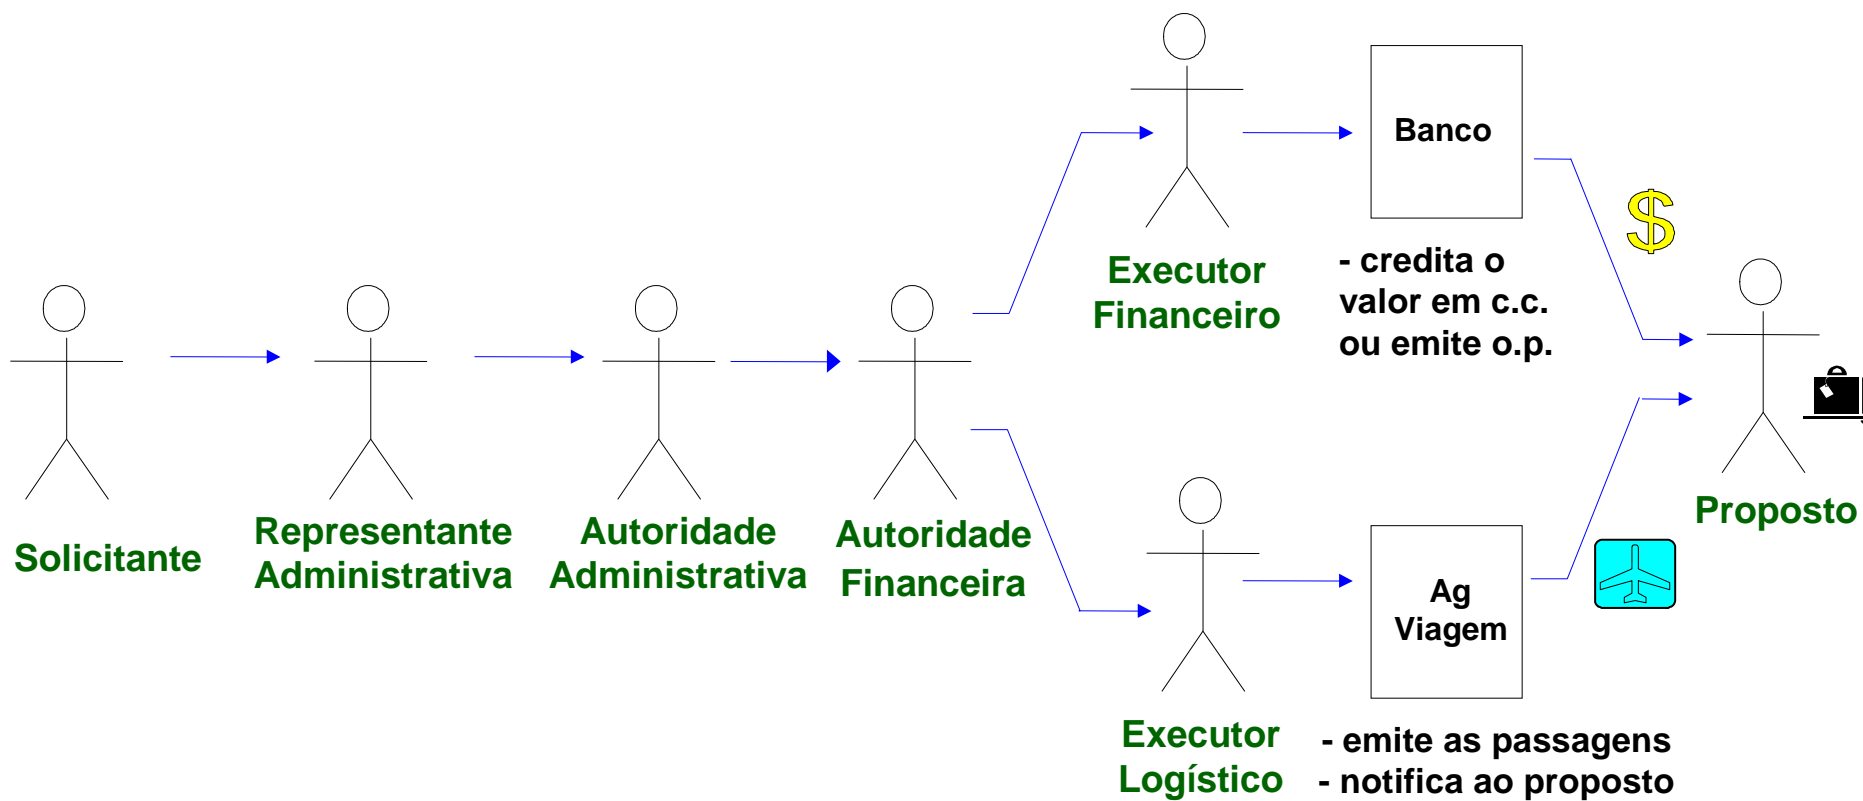 Solicitante
Representante
Administrativa
Autoridade
Administrativa
Autoridade
Financeira
Executor
Financeiro
Banco
- credita o
valor em c.c.
ou emite o.p.
$
Executor
Logístico
Ag
Viagem
- emite as passagens
- notifica ao proposto
Proposto